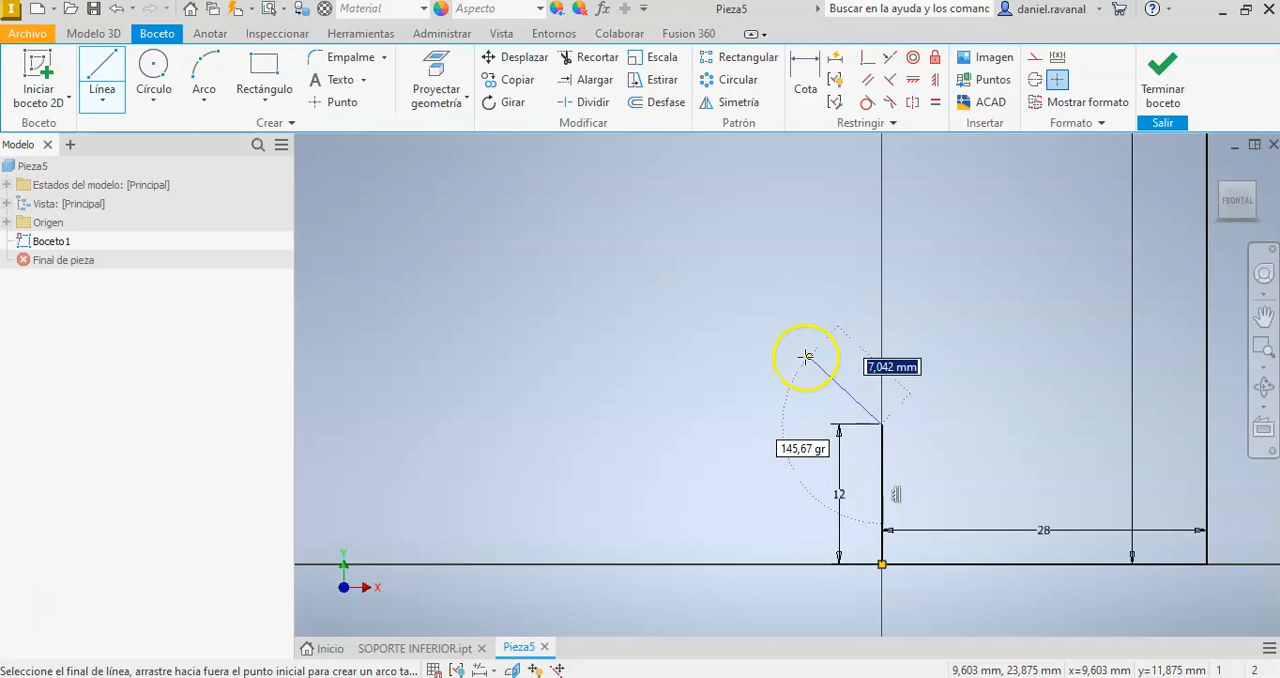 I
Material
Aspecto
Pieza5
Buscar en la ayuda y los comanc
daniel.ravanal
Archivo Modelo 3D Boceto Anotar Inspeccionar Herramientas Administrar Vista Entornos Colaborar Fusion 360
Iniciar
boceto 2D
Línea
Círculo
Arco
Rectángulo
Empalme
Texto
Punto
Proyectar
geometría
Desplazar
Copiar
Girar
Recortar
Alargar
Dividir
Escala
Estirar
Desfase
Rectangular
Circular
Simetría
Cota
Imagen
Puntos
ACAD
Mostrar formato
Terminar
boceto
Boceto Crear Modificar Patrón Restringir Insertar Formato Salir
Modelo
Pieza5
Estados del modelo: [Principal]
Vista: [Principal]
Origen
Boceto1
Final de pieza
FRONTAL
7,042 mm
145,67 gr
12
28
Y
X
Inicio SOPORTE INFERIOR.ipt Pieza5
Seleccione el final de línea, arrastre hacia fuera el punto inicial para crear un arco ta...
9,603 mm, 23,875 mm x=9,603 mm y=11,875 mm 1 2